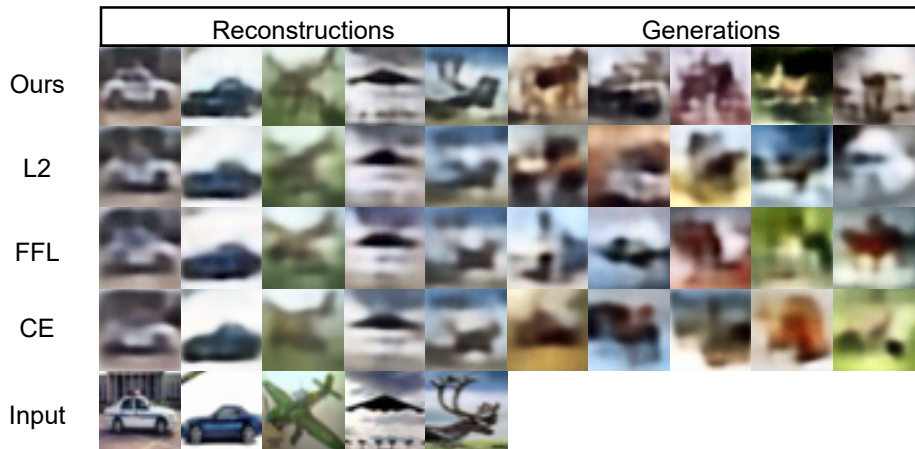 Reconstructions Generations
Ours
L2
FFL
CE
Input